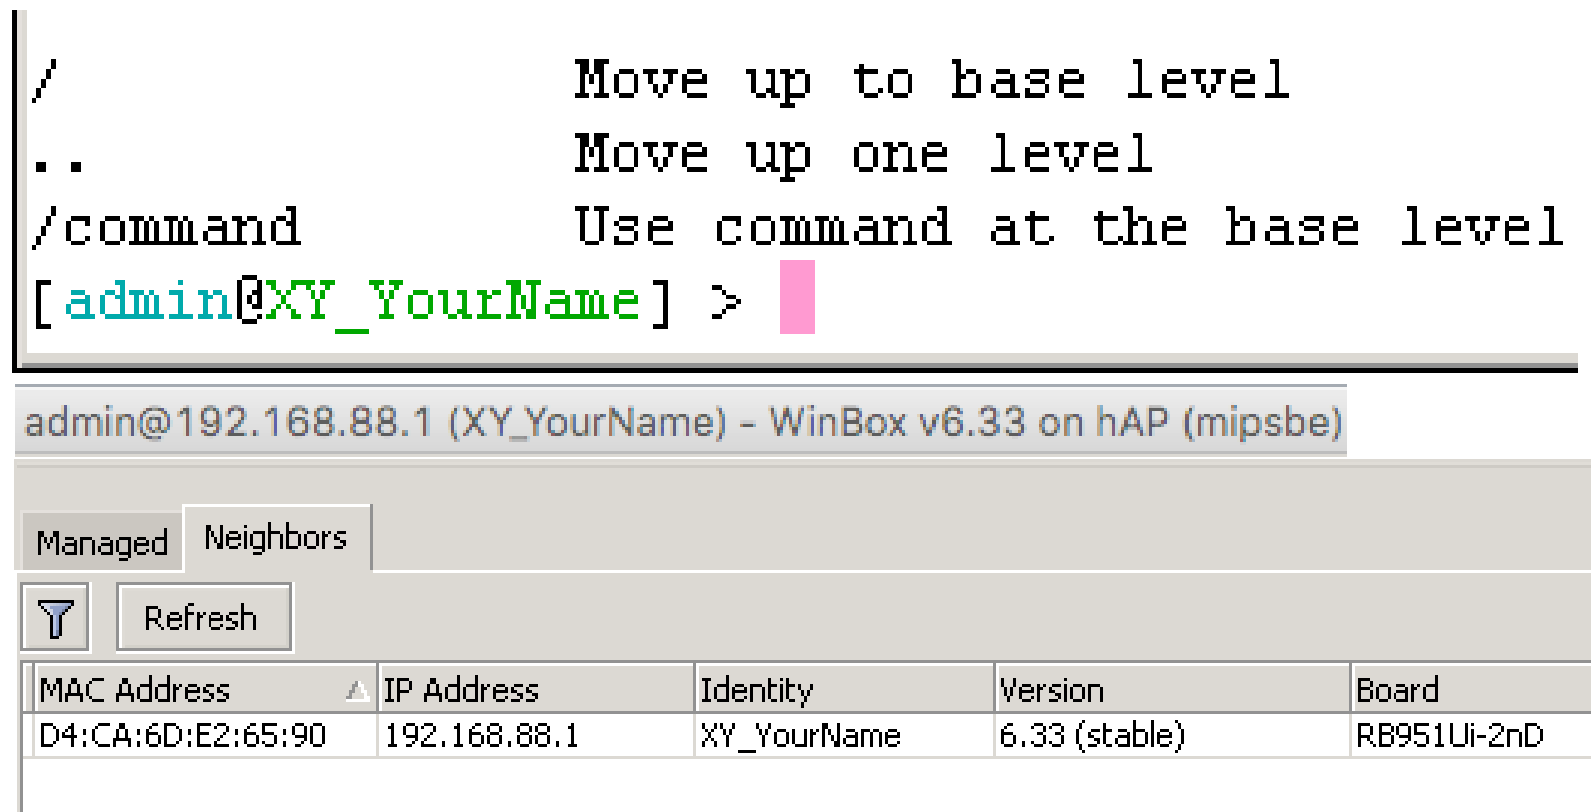 / Move up to base level
.. Move up one level
/command Use command at the base level
[admin@XY_YourName] >
admin@192.168.88.1 (XY_YourName) - WinBox v6.33 on hAP (mipsbe)
Managed Neighbors
Refresh
MAC Address IP Address Identity Version Board
D4:CA:6D:E2:65:90 192.168.88.1 XY_YourName 6.33 (stable) RB951Ui-2nD